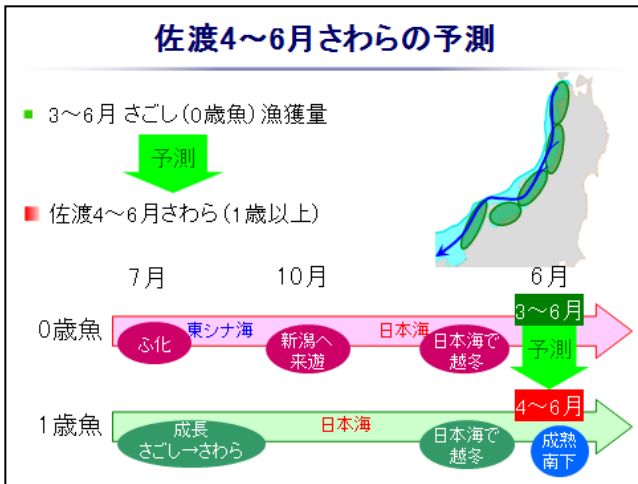 佐渡4～6月さわらの予測
3～6月 さごし(0歳魚)漁獲量
予測
佐渡4～6月さわら(1歳以上)
7月 10月 6月
0歳魚
東シナ海
日本海
3～6月
ふ化
新潟へ
来遊
日本海で
越冬
予測
1歳魚
成長
さごし→さわら
日本海
日本海で
越冬
4～6月
成熟
南下